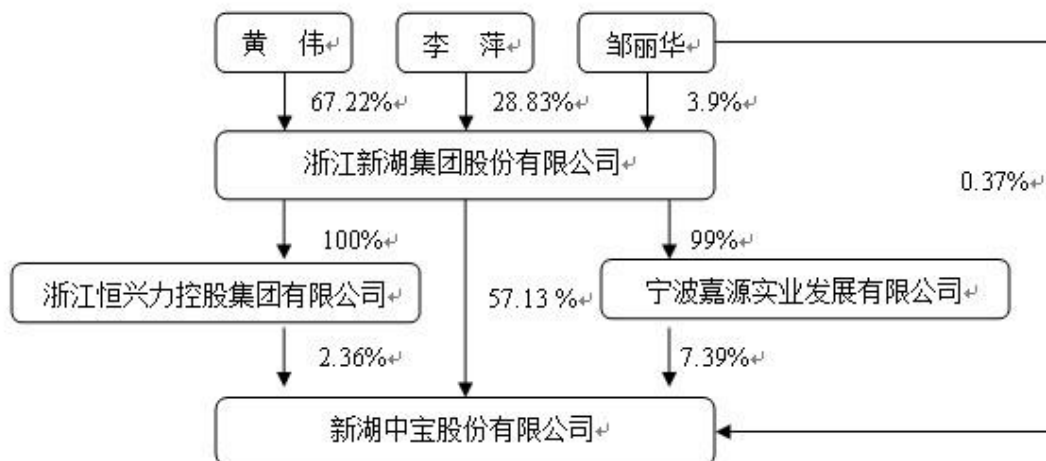 黄 伟↵
李 萍↵
邹丽华↵
67.22%↵
28.83%↵
3.9%↵
浙江新湖集团股份有限公司↵
0.37%↵
100%↵
99%↵
浙江恒兴力控股集团有限公司↵
57.13 %↵
宁波嘉源实业发展有限公司↵
2.36%↵
7.39%↵
新湖中宝股份有限公司↵